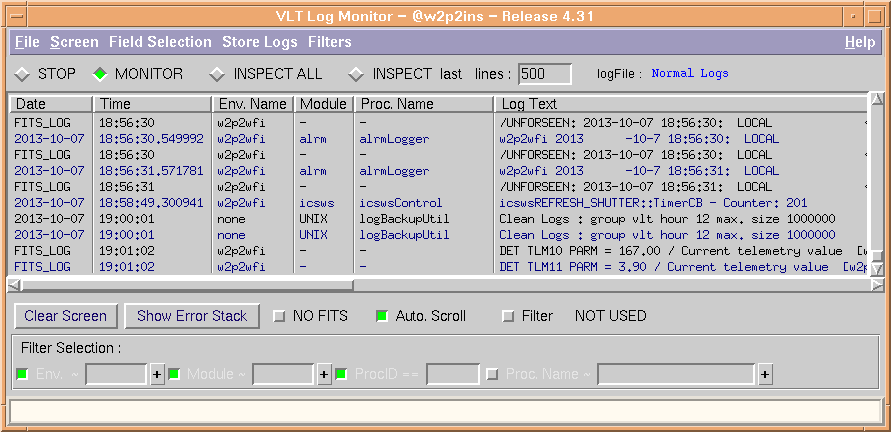 VLT Log Monitor - @w2p2ins - Release 4.31
File Screen Field Selection Store Logs Filters Help
STOP MONITOR INSPECT ALL INSPECT last lines : 500 logFile : Normal Logs
Date Time Env. Name Module Proc. Name Log Text
FITS_LOG 18:56:30 w2p2wfi - - /UNFORSEEN: 2013-10-07 18:56:30: LOCAL
2013-10-07 18:56:30.549992 w2p2wfi alrm alrmLogger w2p2wfi 2013 -10-7 18:56:30: LOCAL
FITS_LOG 18:56:30 w2p2wfi - - /UNFORSEEN: 2013-10-07 18:56:30: LOCAL
2013-10-07 18:56:31.571781 w2p2wfi alrm alrmLogger w2p2wfi 2013 -10-7 18:56:31: LOCAL
FITS_LOG 18:56:31 w2p2wfi - - /UNFORSEEN: 2013-10-07 18:56:31: LOCAL
2013-10-07 18:58:49.300941 w2p2wfi icsws icswsControl icswsREFRESH_SHUTTER::TimerCB - Counter: 201
2013-10-07 19:00:01 none UNIX logBackupUtil Clean Logs : group vlt hour 12 max. size 1000000
2013-10-07 19:00:01 none UNIX logBackupUtil Clean Logs : group vlt hour 12 max. size 1000000
FITS_LOG 19:01:02 w2p2wfi - - DET TLM10 PARM = 167.00 / Current telemetry value [w
FITS_LOG 19:01:02 w2p2wfi - - DET TLM11 PARM = 3.90 / Current telemetry value [w2p
Clear Screen Show Error Stack NO FITS Auto. Scroll Filter NOT USED
Filter Selection :
Env. ~ + Module ~ + ProcID == Proc. Name ~ +